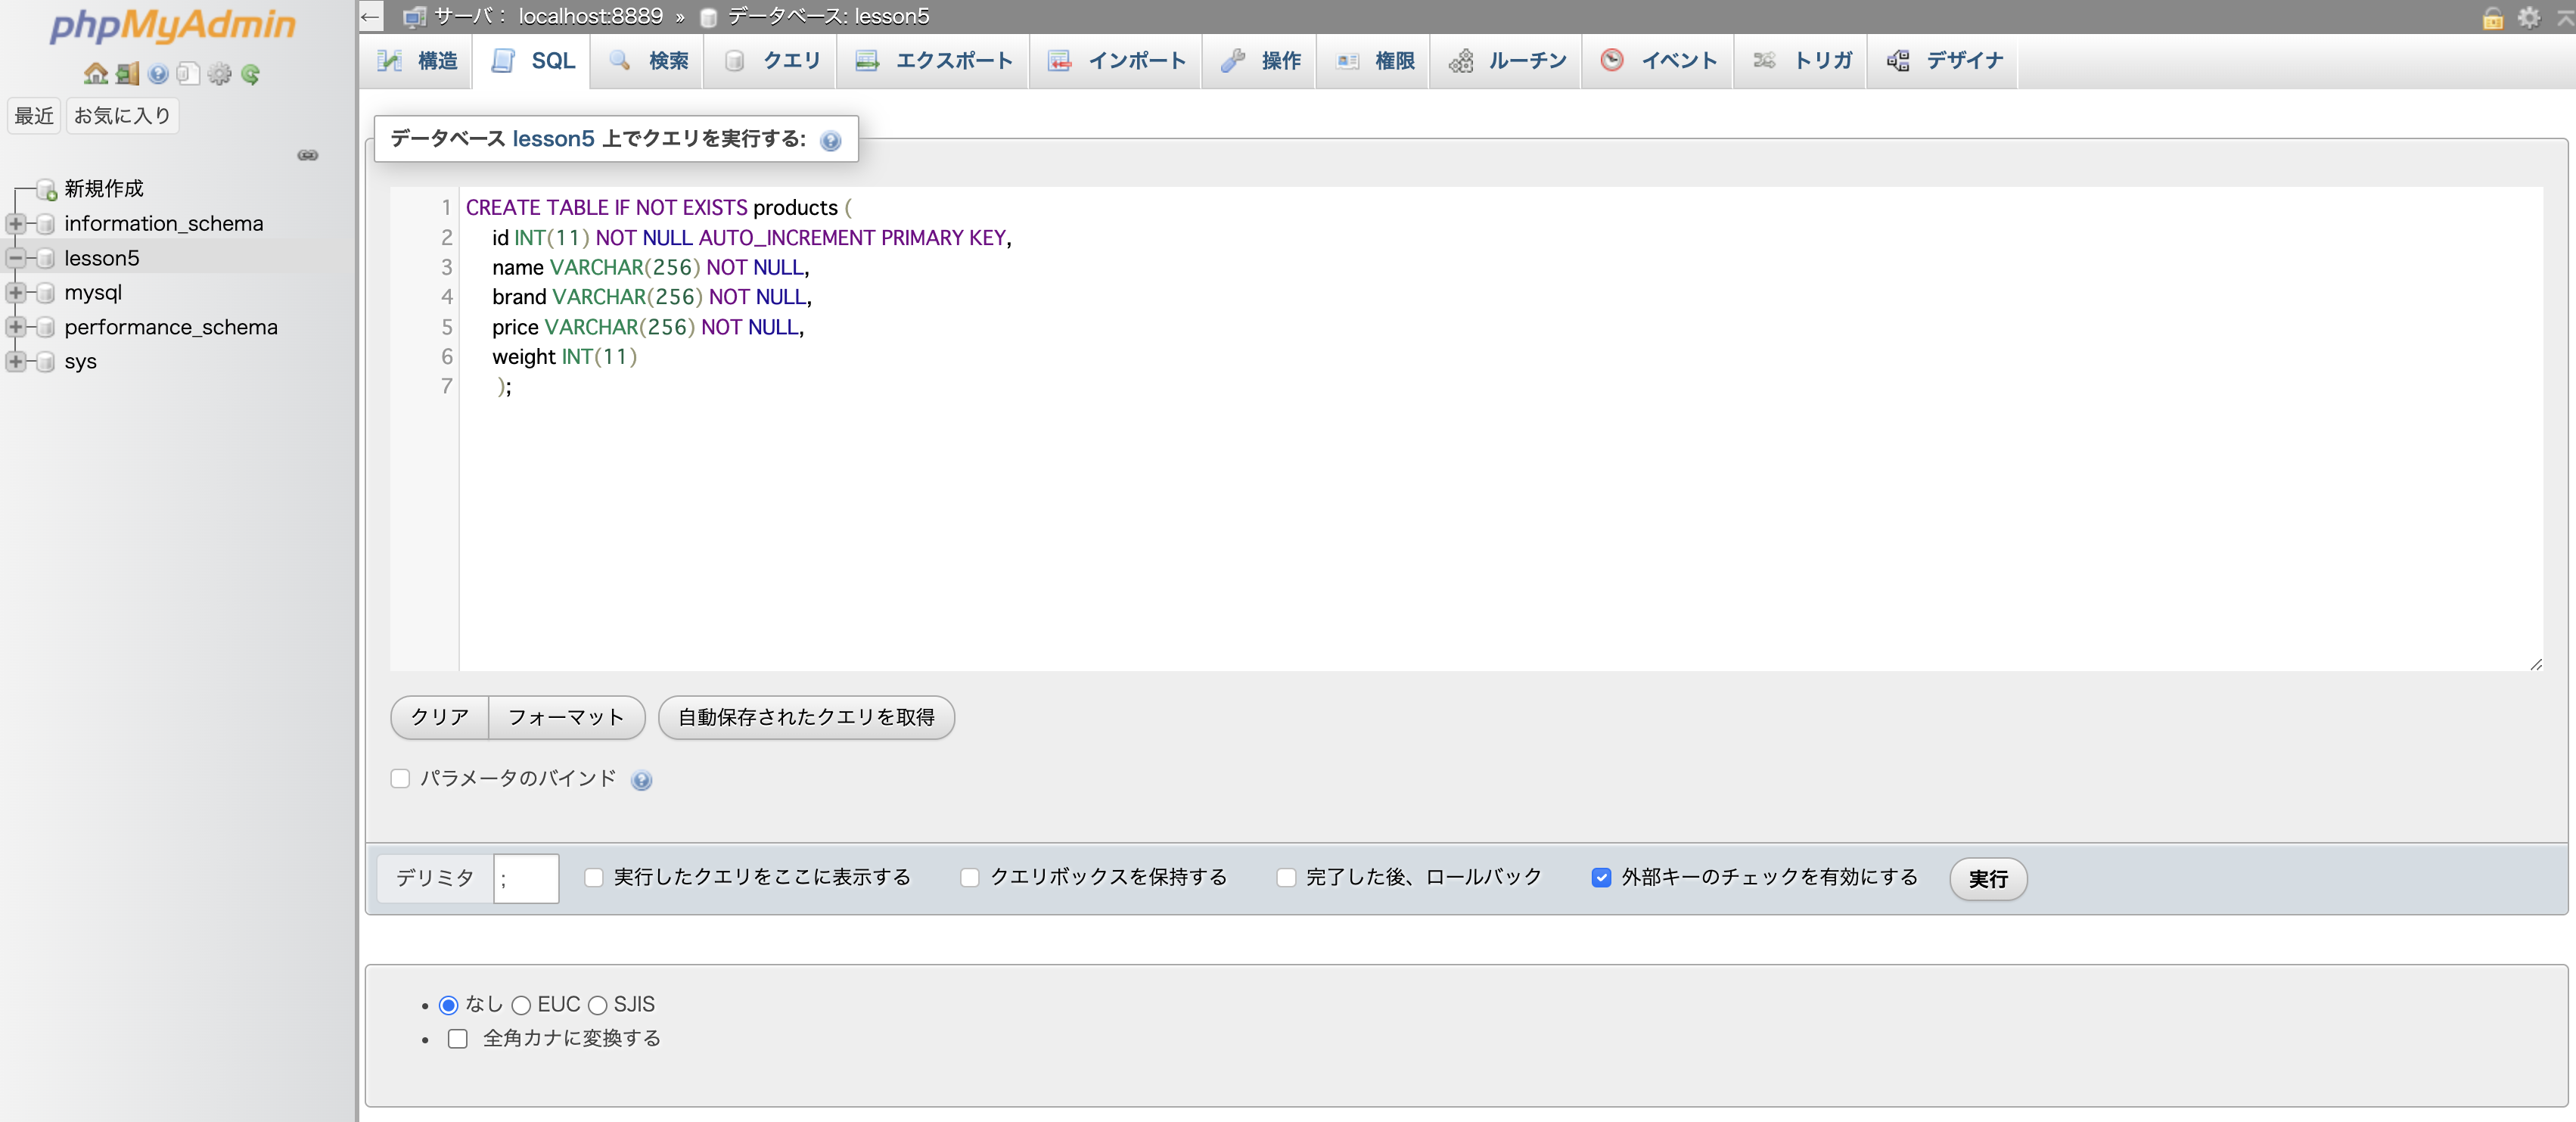 phpMyAdmin
最近 お気に入り
新規作成
information_schema
lesson5
mysql
performance_schema
sys
サーバ： localhost:8889 » データベース: lesson5
構造 SQL 検索 クエリ エクスポート インポート 操作 権限 ルーチン イベント トリガ デザイナ
データベース lesson5 上でクエリを実行する:
1 CREATE TABLE IF NOT EXISTS products (
2 id INT(11) NOT NULL AUTO_INCREMENT PRIMARY KEY,
3 name VARCHAR(256) NOT NULL,
4 brand VARCHAR(256) NOT NULL,
5 price VARCHAR(256) NOT NULL,
6 weight INT(11)
7 );
クリア フォーマット 自動保存されたクエリを取得
パラメータのバインド
デリミタ ; 実行したクエリをここに表示する クエリボックスを保持する 完了した後、ロールバック 外部キーのチェックを有効にする 実行
• なし EUC SJIS
• 全角カナに変換する